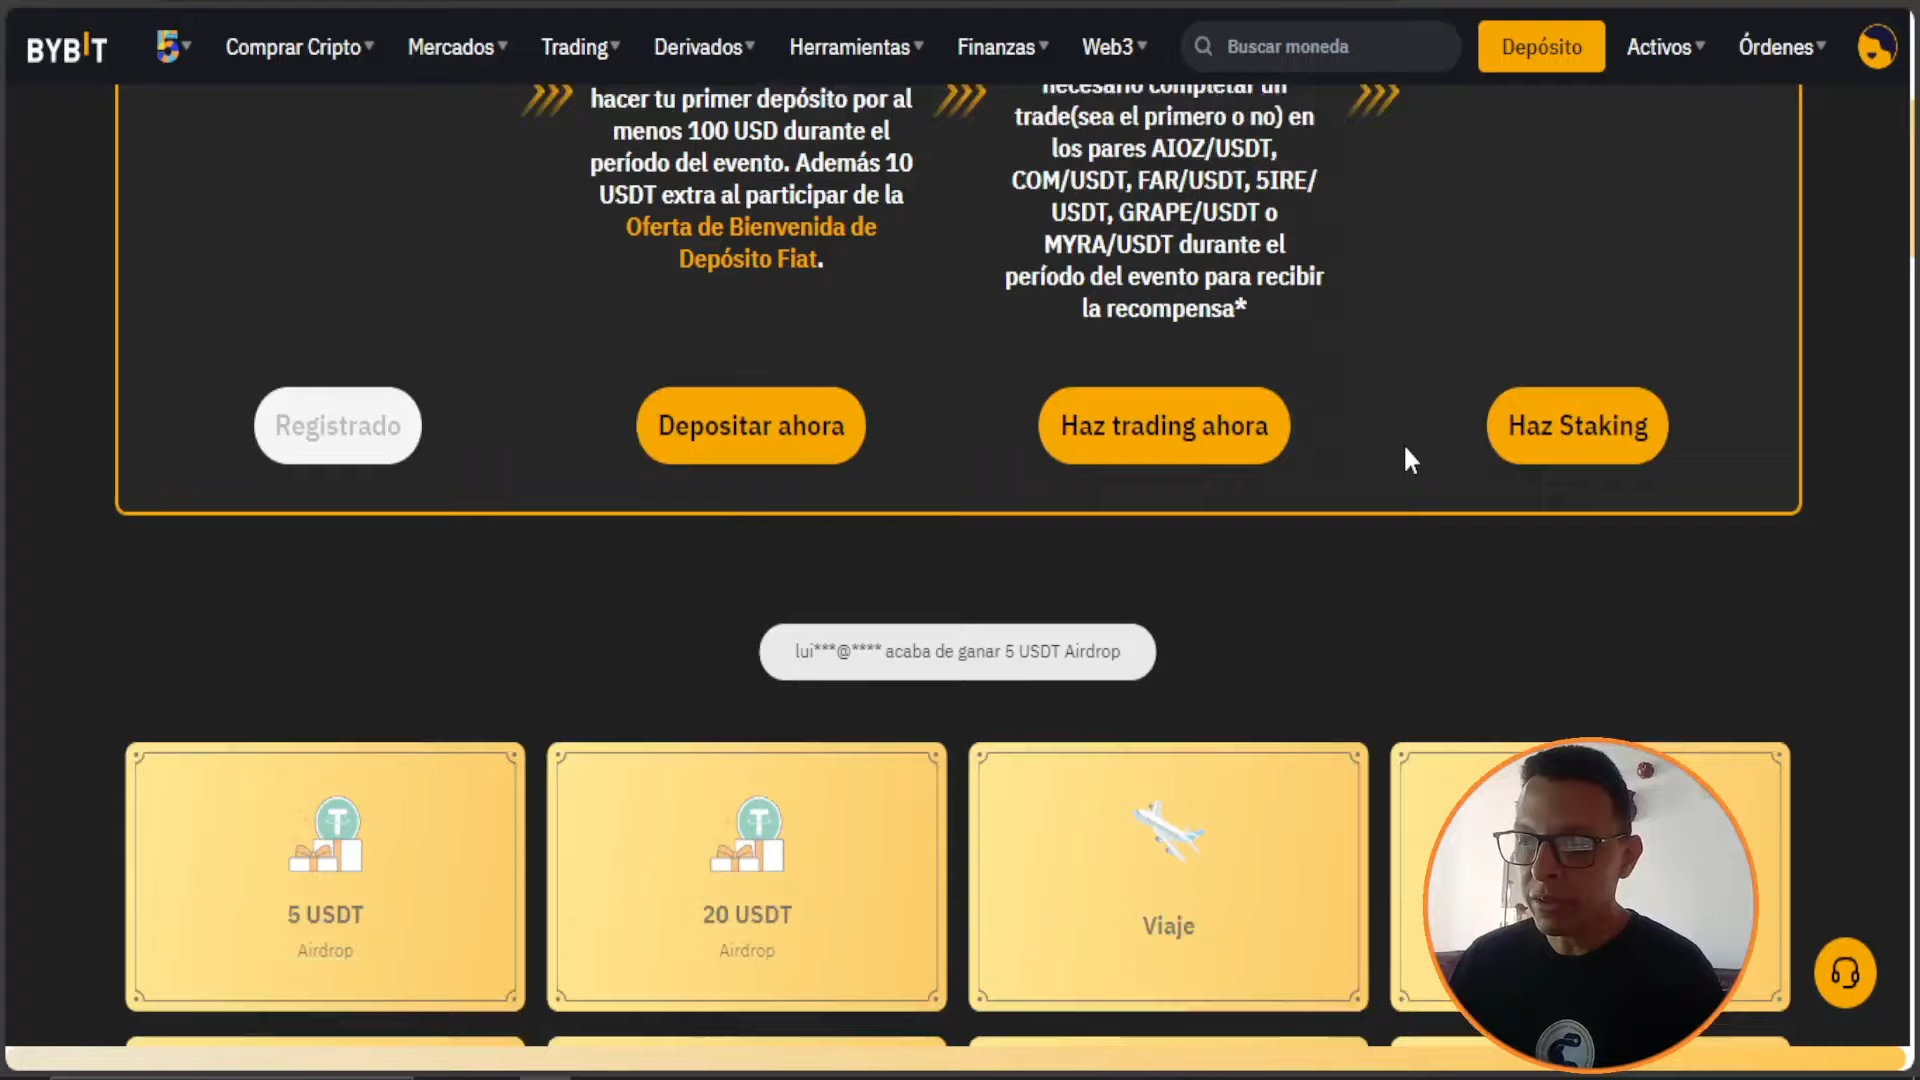 BYBIT
5
Comprar Cripto
Mercados
Trading
Derivados
Herramientas
Finanzas
Web3
Buscar moneda
Depósito
Activos
Órdenes
hacer tu primer depósito por al
menos 100 USD durante el
período del evento. Además 10
USDT extra al participar de la
Oferta de Bienvenida de
Depósito Fiat.
necesario completar un
trade(sea el primero o no) en
los pares AIOZ/USDT,
COM/USDT, FAR/USDT, 5IRE/
USDT, GRAPE/USDT o
MYRA/USDT durante el
período del evento para recibir
la recompensa*
Registrado
Depositar ahora
Haz trading ahora
Haz Staking
lui***@**** acaba de ganar 5 USDT Airdrop
5 USDT
Airdrop
20 USDT
Airdrop
Viaje